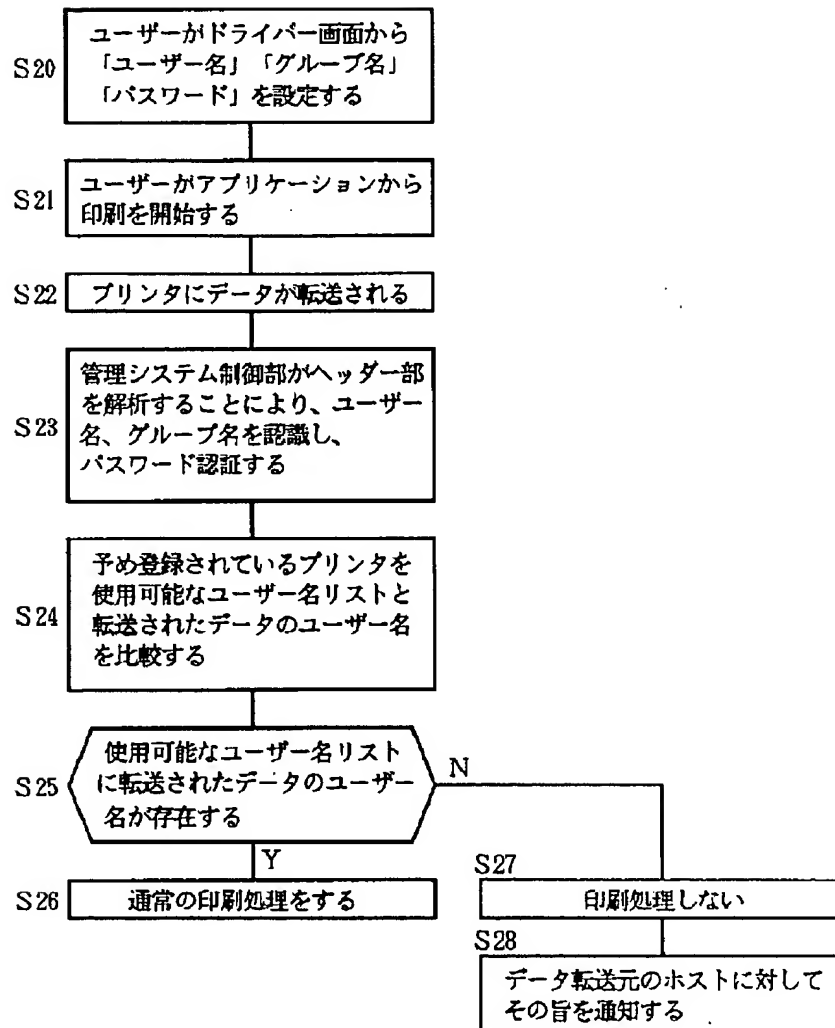 S20
ユーザーがドライバー画面から
「ユーザー名」「グループ名」
「パスワード」を設定する
S21
ユーザーがアプリケーションから
印刷を開始する
S22
プリンタにデータが転送される
S23
管理システム制御部がヘッダー部
を解析することにより、ユーザー
名、グループ名を認識し、
パスワード認証する
S24
予め登録されているプリンタを
使用可能なユーザー名リストと
転送されたデータのユーザー名
を比較する
S25
使用可能なユーザー名リスト
に転送されたデータのユーザー
名が存在する
N
Y
S26
通常の印刷処理をする
S27
印刷処理しない
S28
データ転送元のホストに対して
その旨を通知する